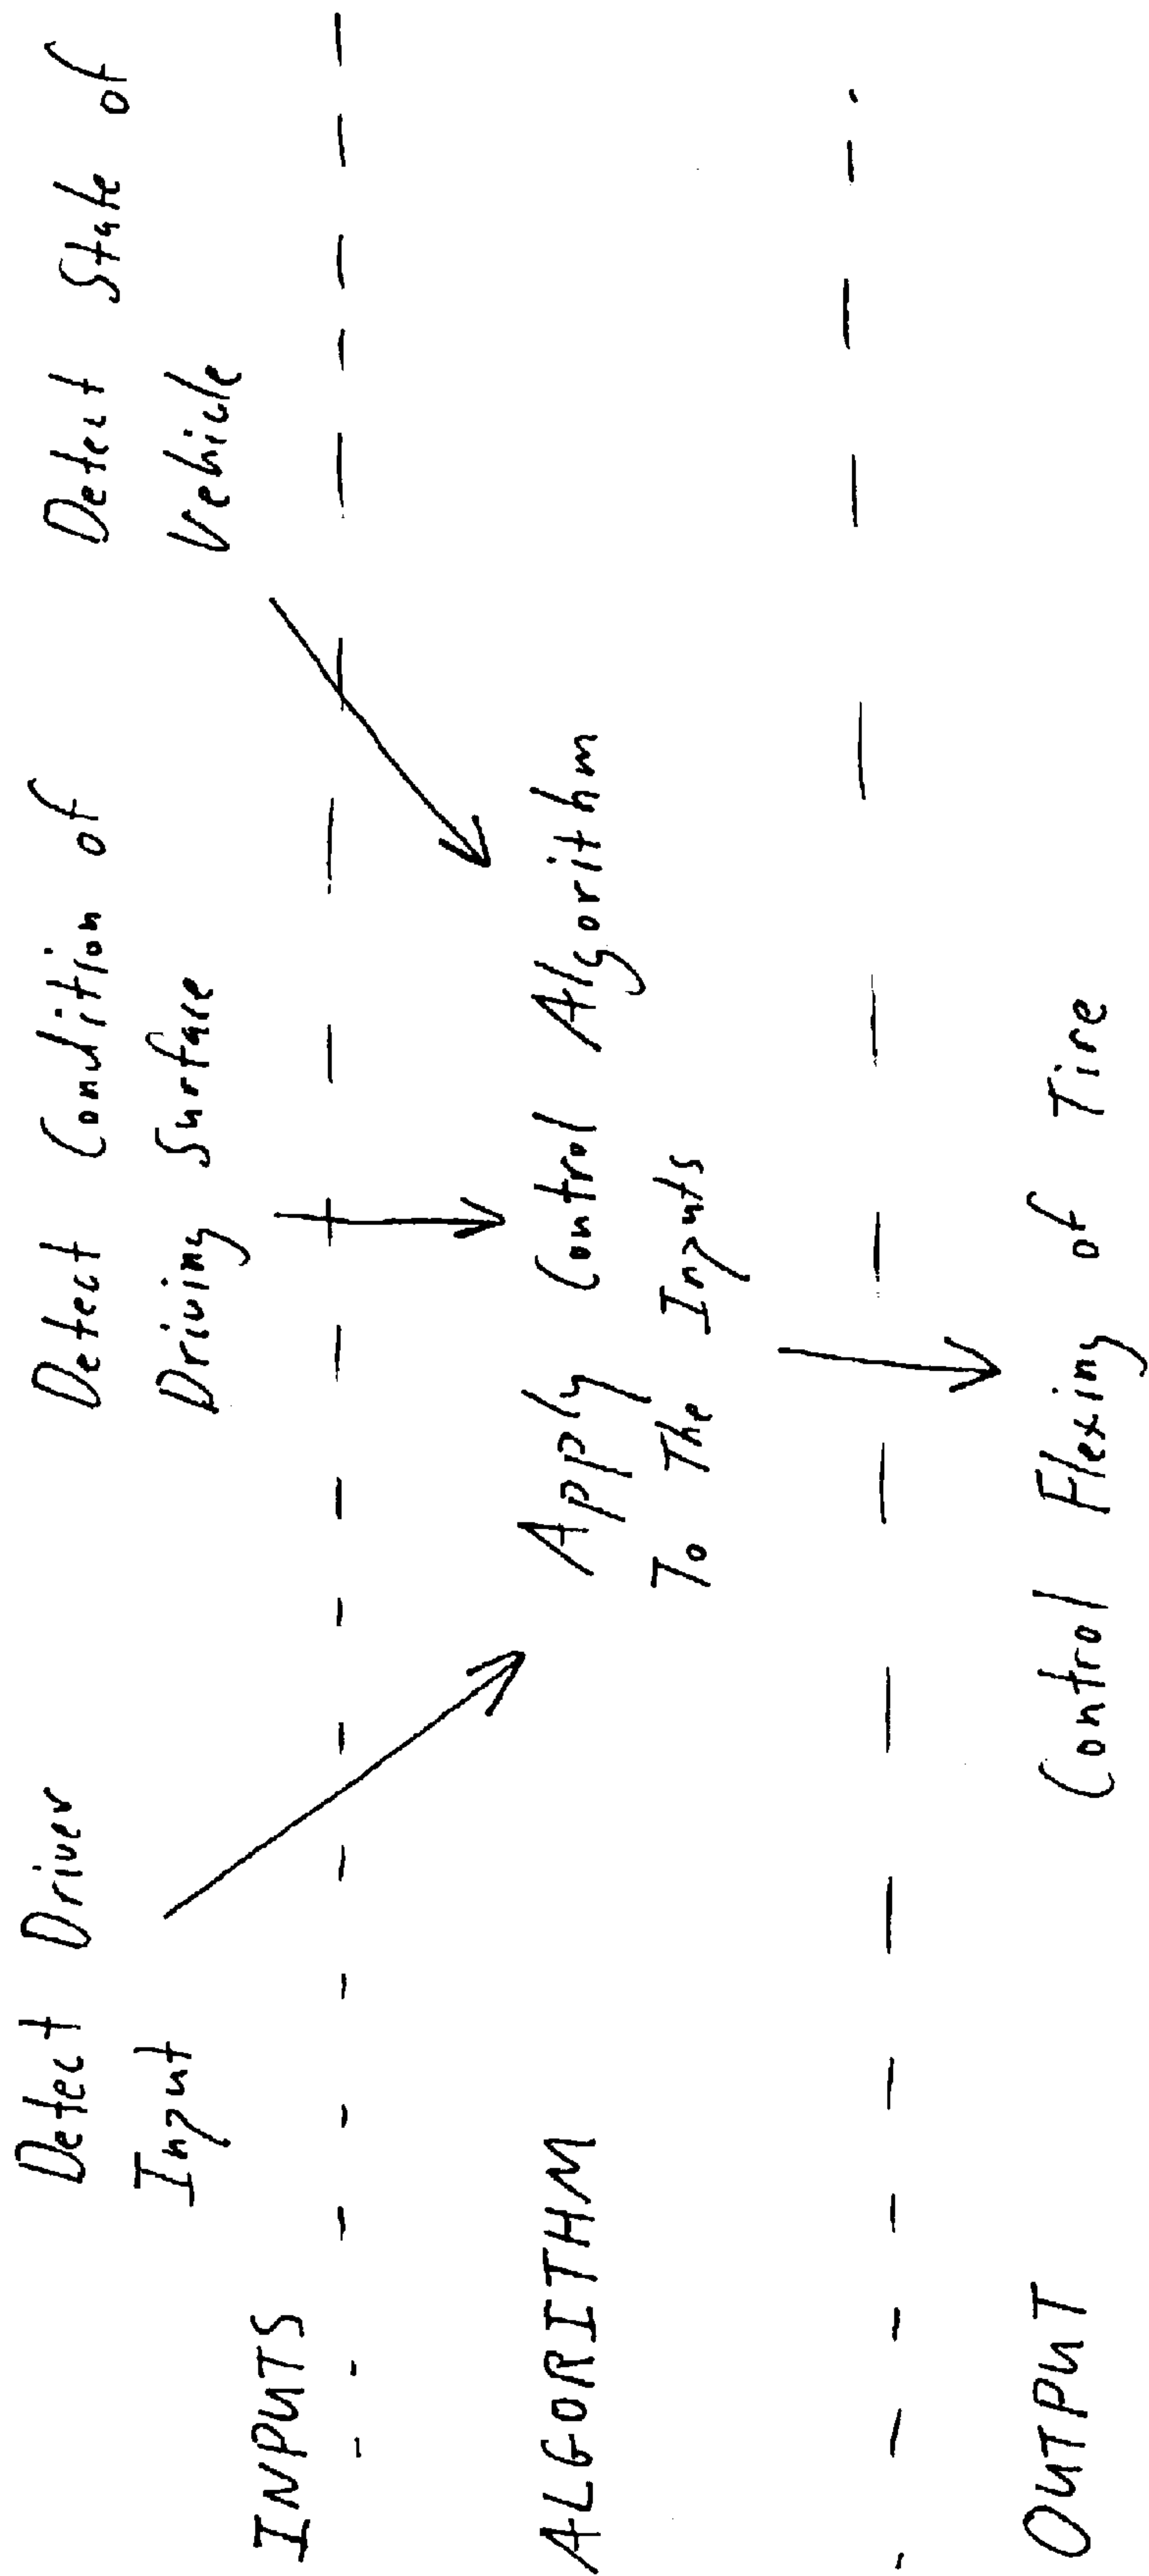 Detect Driver
Input
Detect Condition of
Driving Surface
Detect State of
Vehicle
INPUTS
ALGORITHM
Apply Control Algorithm
To The Inputs
OUTPUT
Control Flexing of Tire